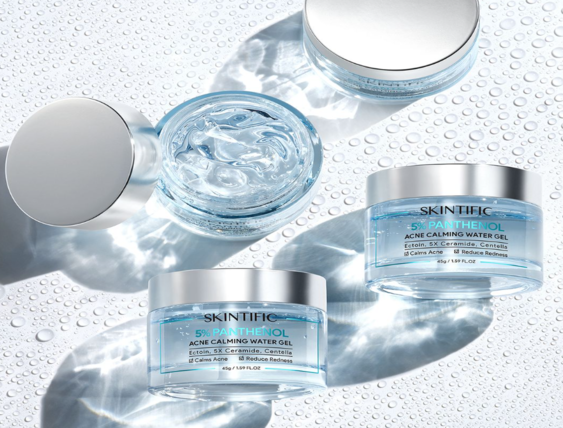 SKINTIFIC
5X PANTHENOL
ACNE CALMING WATER GEL
Ectoin, 5X Ceramide, Centella
☑ Calms Acne ☑ Reduce Redness
45g / 1.59 FL.OZ
SKINTIFIC
5% PANTHENOL
ACNE CALMING WATER GEL
Ectoin, 5X Ceramide, Centella
☑ Calms Acne ☑ Reduce Redness
45g / 1.59 FL.OZ